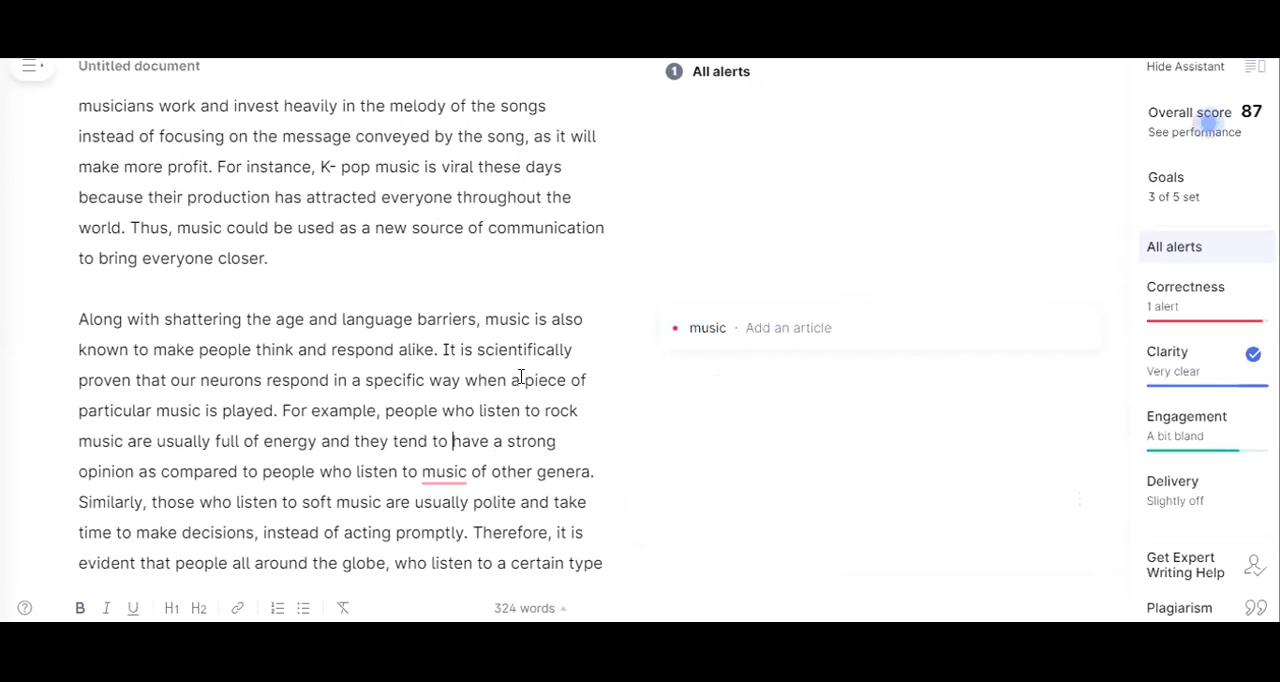 Untitled document
musicians work and invest heavily in the melody of the songs
instead of focusing on the message conveyed by the song, as it will
make more profit. For instance, K- pop music is viral these days
because their production has attracted everyone throughout the
world. Thus, music could be used as a new source of communication
to bring everyone closer.
Along with shattering the age and language barriers, music is also
known to make people think and respond alike. It is scientifically
proven that our neurons respond in a specific way when a piece of
particular music is played. For example, people who listen to rock
music are usually full of energy and they tend to have a strong
opinion as compared to people who listen to music of other genera.
Similarly, those who listen to soft music are usually polite and take
time to make decisions, instead of acting promptly. Therefore, it is
evident that people all around the globe, who listen to a certain type
B I U H1 H2
324 words
1 All alerts
music · Add an article
Hide Assistant
Overall score 87
See performance
Goals
3 of 5 set
All alerts
Correctness
1 alert
Clarity
Very clear
Engagement
A bit bland
Delivery
Slightly off
Get Expert
Writing Help
Plagiarism